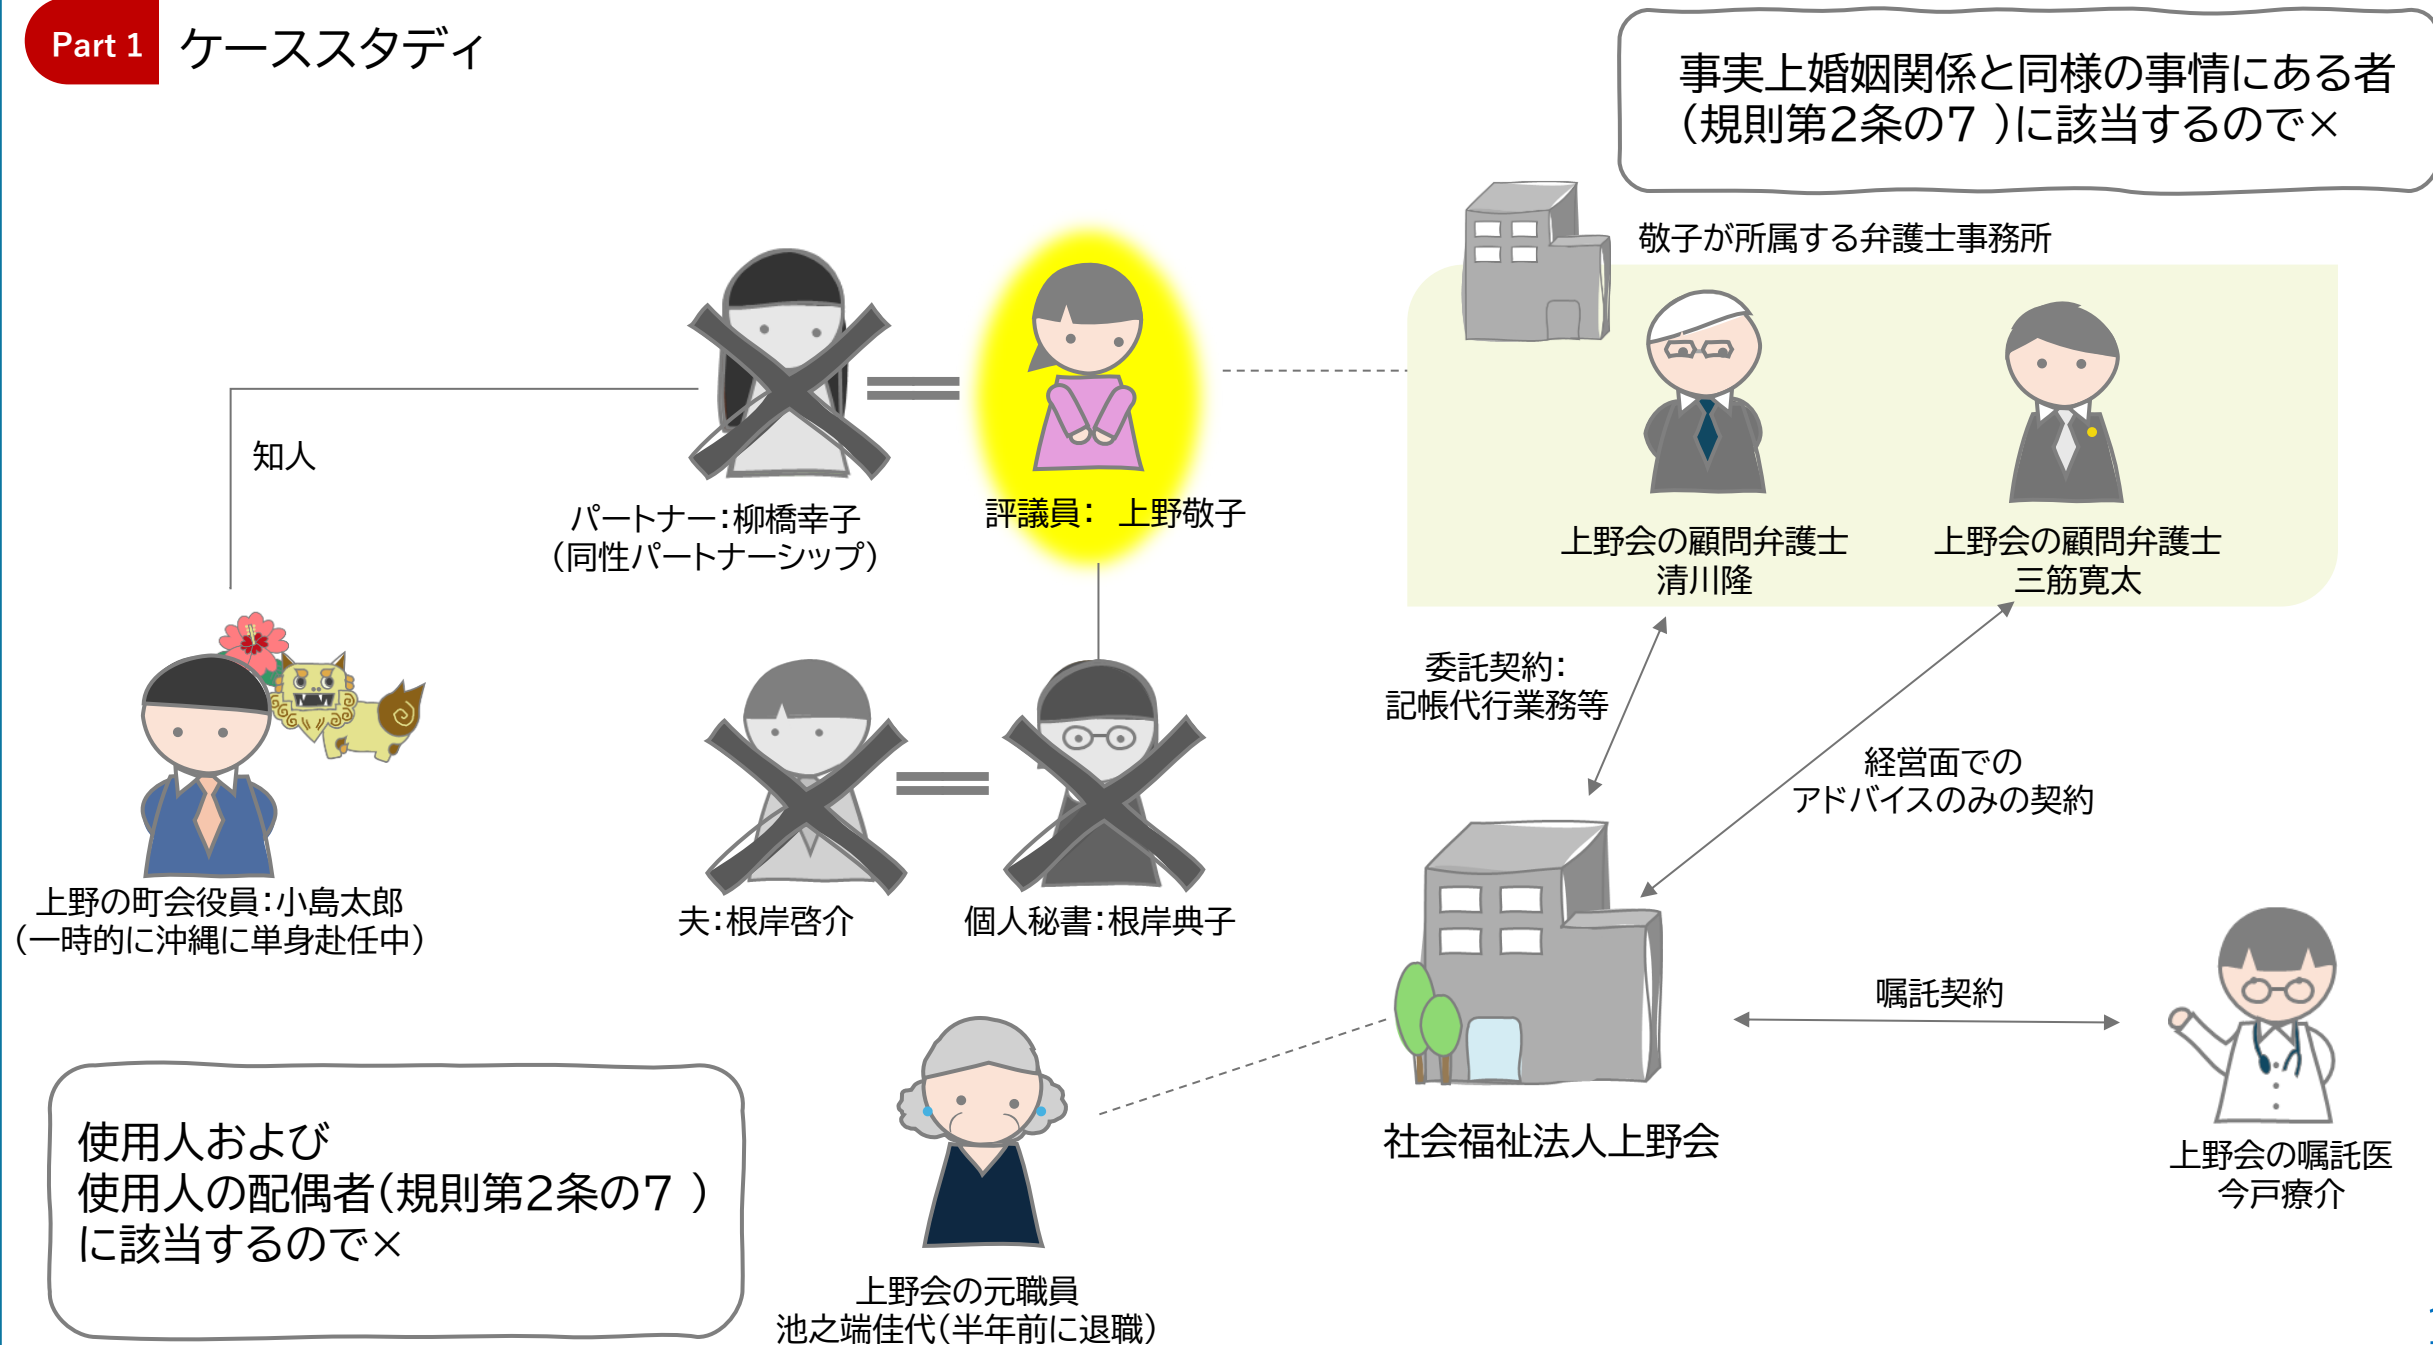 Part 1
ケーススタディ
事実上婚姻関係と同様の事情にある者
(規則第2条の7 )に該当するので×
敬子が所属する弁護士事務所
知人
パートナー：柳橋幸子
(同性パートナーシップ)
評議員： 上野敬子
上野会の顧問弁護士
清川隆
上野会の顧問弁護士
三筋寛太
委託契約：
記帳代行業務等
経営面での
アドバイスのみの契約
上野の町会役員：小島太郎
(一時的に沖縄に単身赴任中)
夫：根岸啓介
個人秘書：根岸典子
嘱託契約
使用人および
使用人の配偶者(規則第2条の7 )
に該当するので×
社会福祉法人上野会
上野会の嘱託医
今戸療介
上野会の元職員
池之端佳代(半年前に退職)